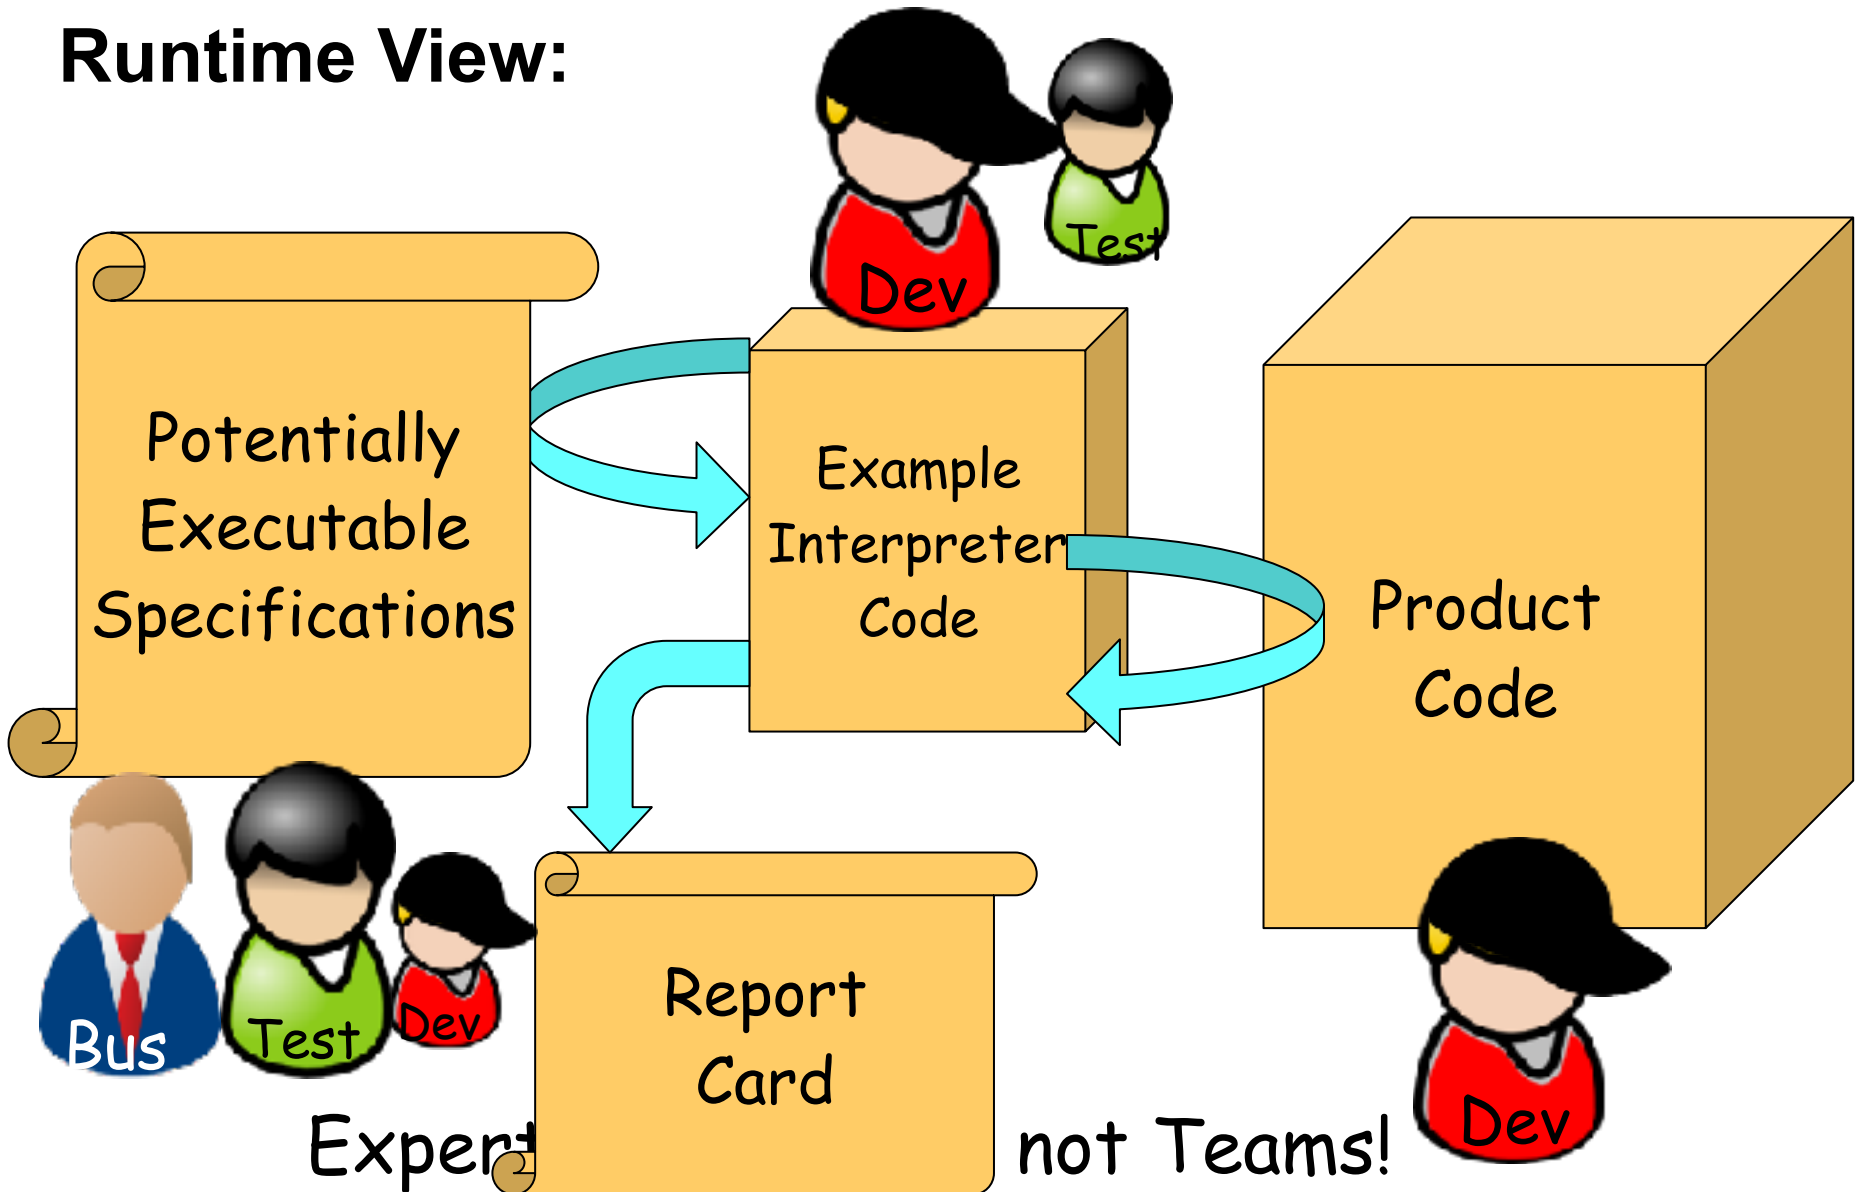 Runtime View:
Test
Dev
Potentially
Executable
Specifications
Example
Interpreter
Code
Product
Code
Bus
Test
Dev
Report
Card
Dev
not Teams!